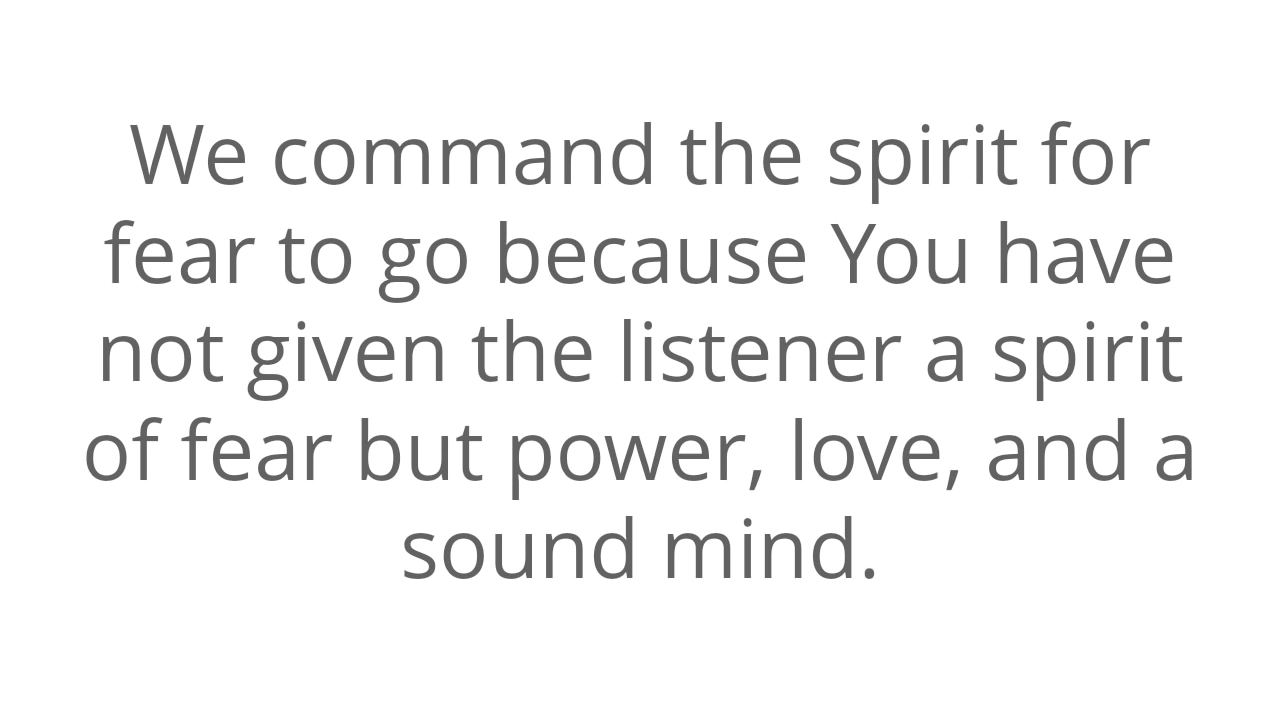 We command the spirit for
fear to go because You have
not given the listener a spirit
of fear but power, love, and a
sound mind.